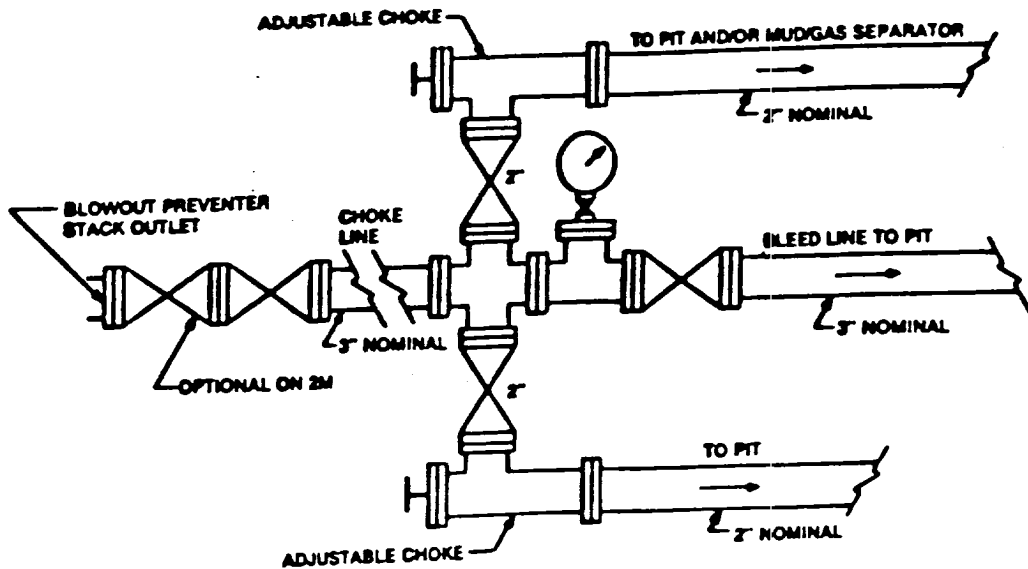 ADJUSTABLE CHOKE
TO PIT AND/OR MUD/GAS SEPARATOR
2" NOMINAL
2"
BLOWOUT PREVENTER
STACK OUTLET
CHOKE
LINE
BLEED LINE TO PIT
3" NOMINAL
3" NOMINAL
OPTIONAL ON 2M
2"
TO PIT
2" NOMINAL
ADJUSTABLE CHOKE